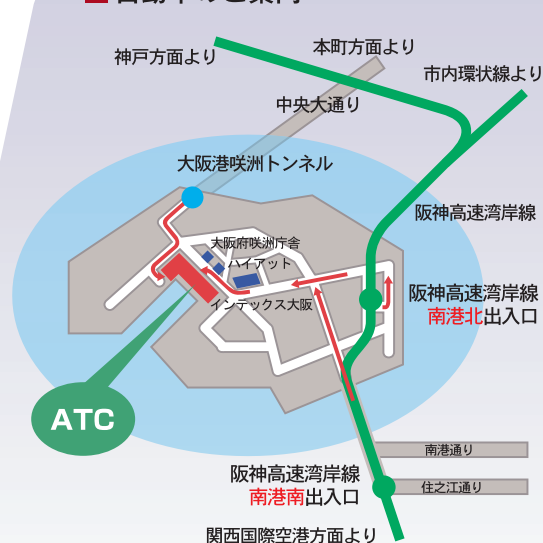 自動車のご案内
神戸方面より
本町方面より
市内環状線より
中央大通り
大阪港咲洲トンネル
阪神高速湾岸線
大阪府咲洲庁舎
ハイアット
インテックス大阪
阪神高速湾岸線
南港北出入口
ATC
南港通り
阪神高速湾岸線
南港南出入口
住之江通り
関西国際空港方面より